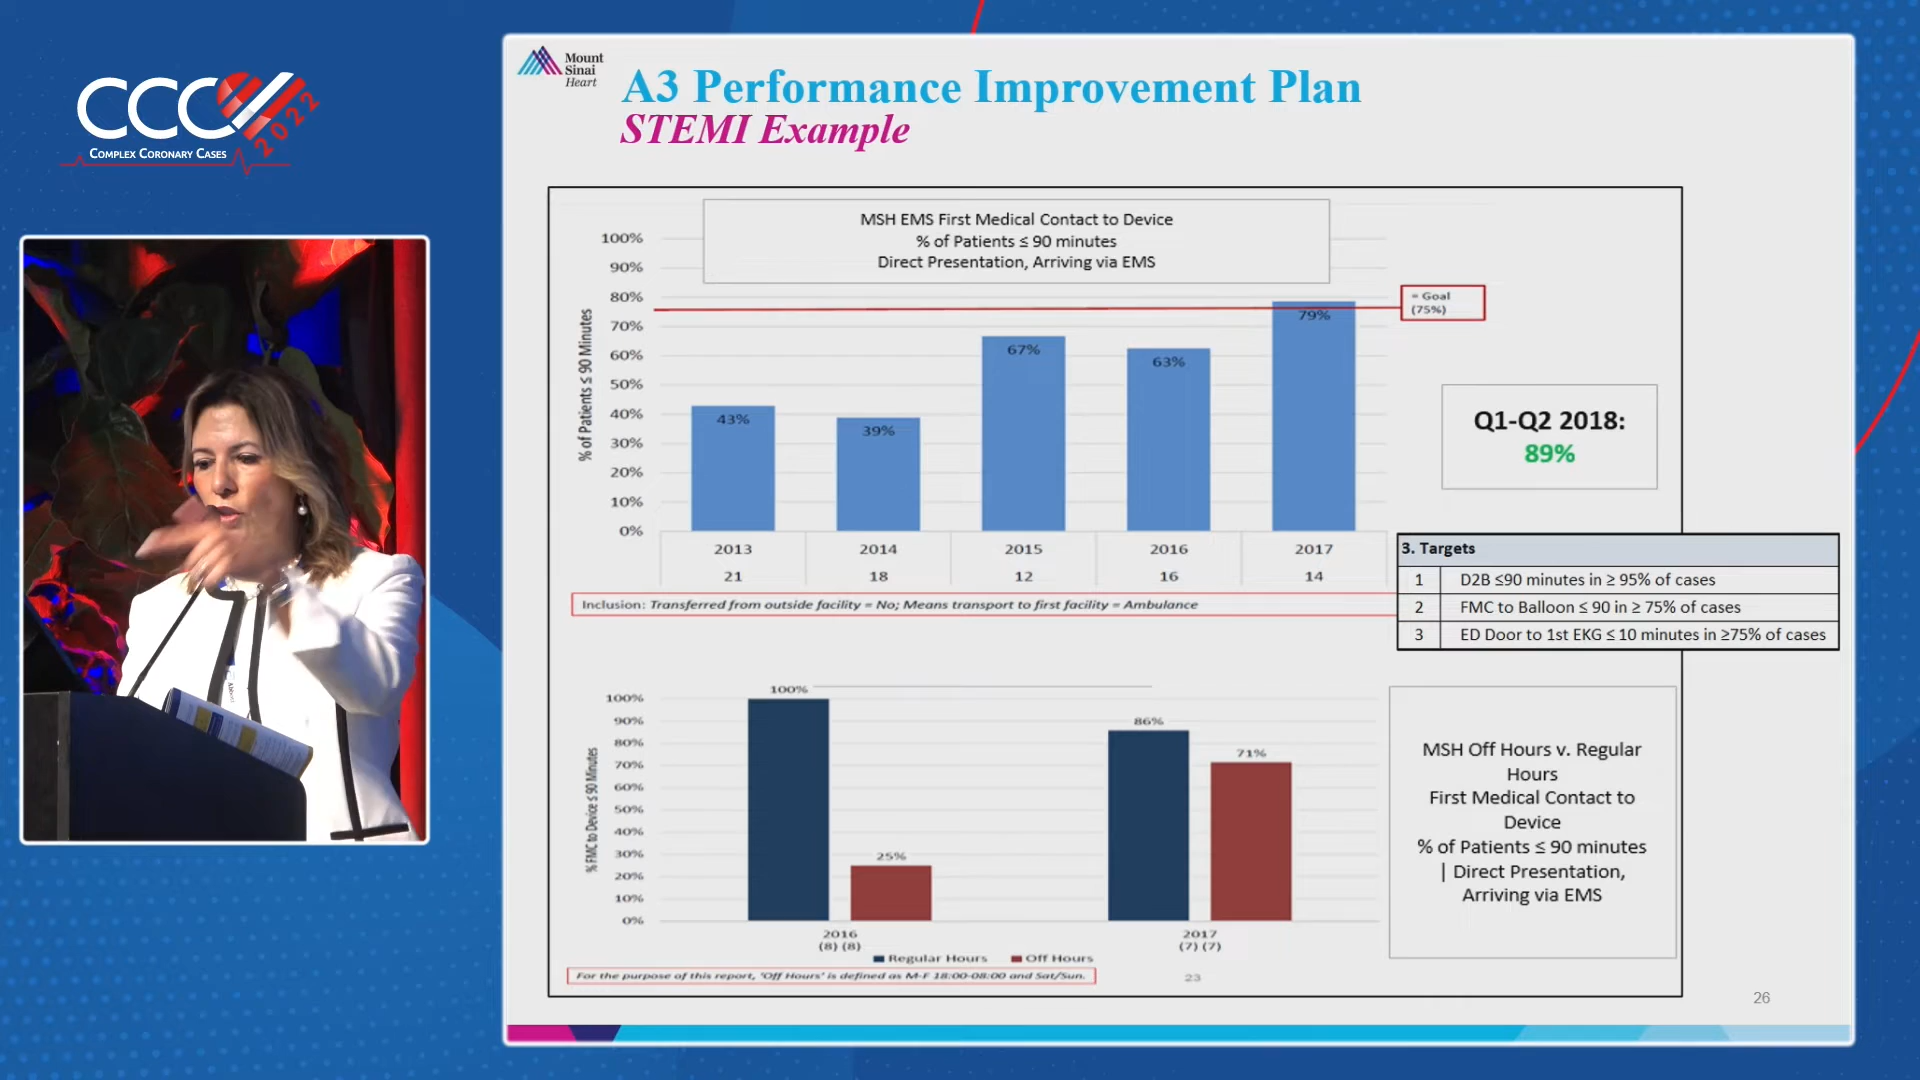 CCC
2022
COMPLEX CORONARY CASES
Mount
Sinai
Heart
A3 Performance Improvement Plan
STEMI Example
MSH EMS First Medical Contact to Device
% of Patients ≤ 90 minutes
Direct Presentation, Arriving via EMS
% of Patients ≤ 90 Minutes
100%
90%
80%
70%
60%
50%
40%
30%
20%
10%
0%
43%
39%
67%
63%
79%
= Goal
(75%)
2013 2014 2015 2016 2017
21 18 12 16 14
Q1-Q2 2018:
89%
Inclusion: Transferred from outside facility = No; Means transport to first facility = Ambulance
3. Targets
1 D2B ≤90 minutes in ≥ 95% of cases
2 FMC to Balloon ≤ 90 in ≥ 75% of cases
3 ED Door to 1st EKG ≤ 10 minutes in ≥75% of cases
% FMC to Device ≤ 90 Minutes
100%
90%
80%
70%
60%
50%
40%
30%
20%
10%
0%
100%
25%
86%
71%
2016 2017
(8) (8) (7) (7)
Regular Hours Off Hours
For the purpose of this report, 'Off Hours' is defined as M-F 18:00-08:00 and Sat/Sun.
23
MSH Off Hours v. Regular
Hours
First Medical Contact to
Device
% of Patients ≤ 90 minutes
| Direct Presentation,
Arriving via EMS
26